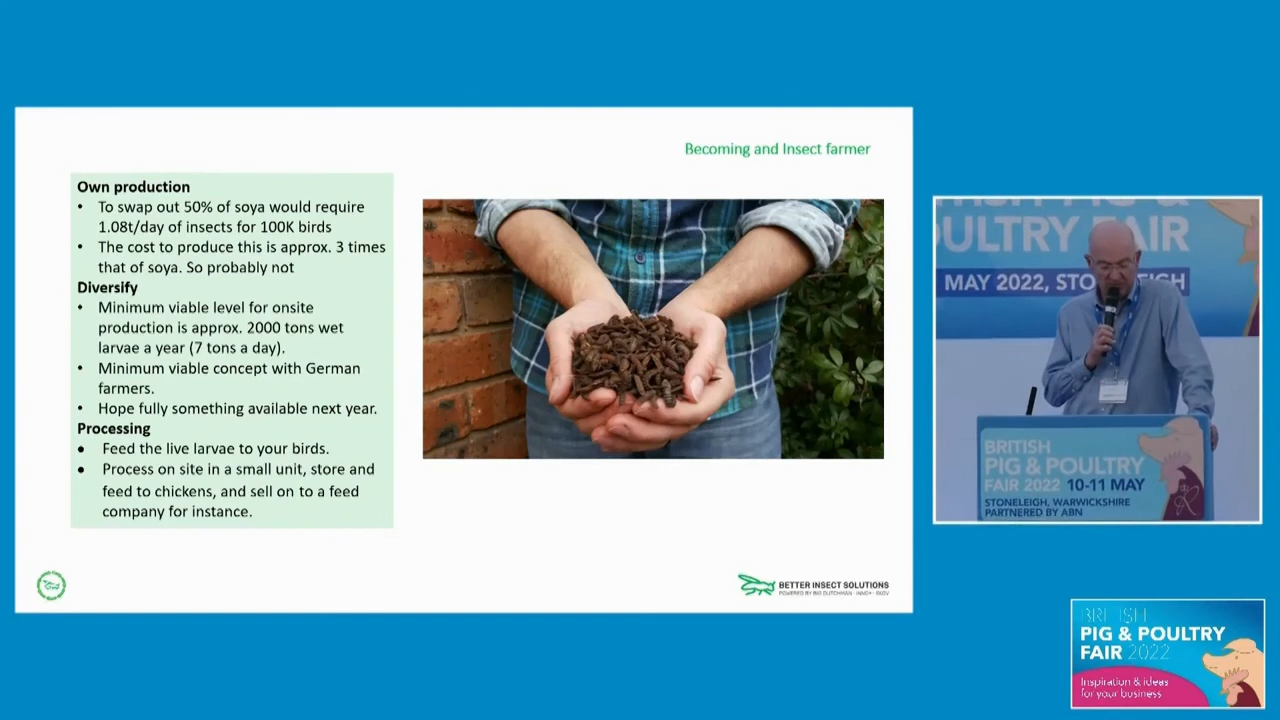 Becoming and Insect farmer
Own production
• To swap out 50% of soya would require
1.08t/day of insects for 100K birds
• The cost to produce this is approx. 3 times
that of soya. So probably not
Diversify
• Minimum viable level for onsite
production is approx. 2000 tons wet
larvae a year (7 tons a day).
• Minimum viable concept with German
farmers.
• Hope fully something available next year.
Processing
• Feed the live larvae to your birds.
• Process on site in a small unit, store and
feed to chickens, and sell on to a feed
company for instance.
BETTER INSECT SOLUTIONS
POWERED BY BIG DUTCHMAN · INNO+ · SKOV
OULTRY FAIR
MAY 2022, STO GH
BRITISH
PIG & POULTRY
FAIR 2022 10-11 MAY
STONELEIGH, WARWICKSHIRE
PARTNERED BY ABN
BRITISH
PIG & POULTRY
FAIR 2022
Inspiration & ideas
for your business